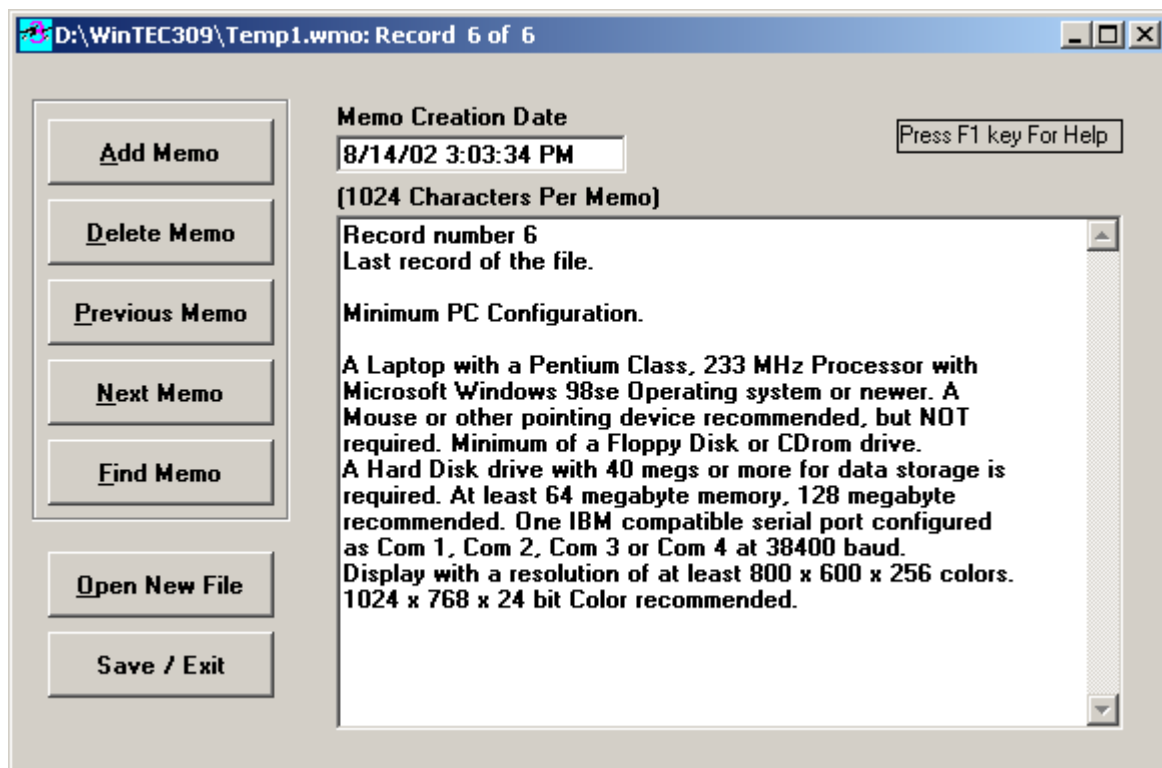 D:\WinTEC309\Temp1.wmo: Record 6 of 6
Add Memo
Delete Memo
Previous Memo
Next Memo
Find Memo
Open New File
Save / Exit
Memo Creation Date
8/14/02 3:03:34 PM
Press F1 key For Help
(1024 Characters Per Memo)
Record number 6
Last record of the file.
Minimum PC Configuration.
A Laptop with a Pentium Class, 233 MHz Processor with
Microsoft Windows 98se Operating system or newer. A
Mouse or other pointing device recommended, but NOT
required. Minimum of a Floppy Disk or CDrom drive.
A Hard Disk drive with 40 megs or more for data storage is
required. At least 64 megabyte memory, 128 megabyte
recommended. One IBM compatible serial port configured
as Com 1, Com 2, Com 3 or Com 4 at 38400 baud.
Display with a resolution of at least 800 x 600 x 256 colors.
1024 x 768 x 24 bit Color recommended.